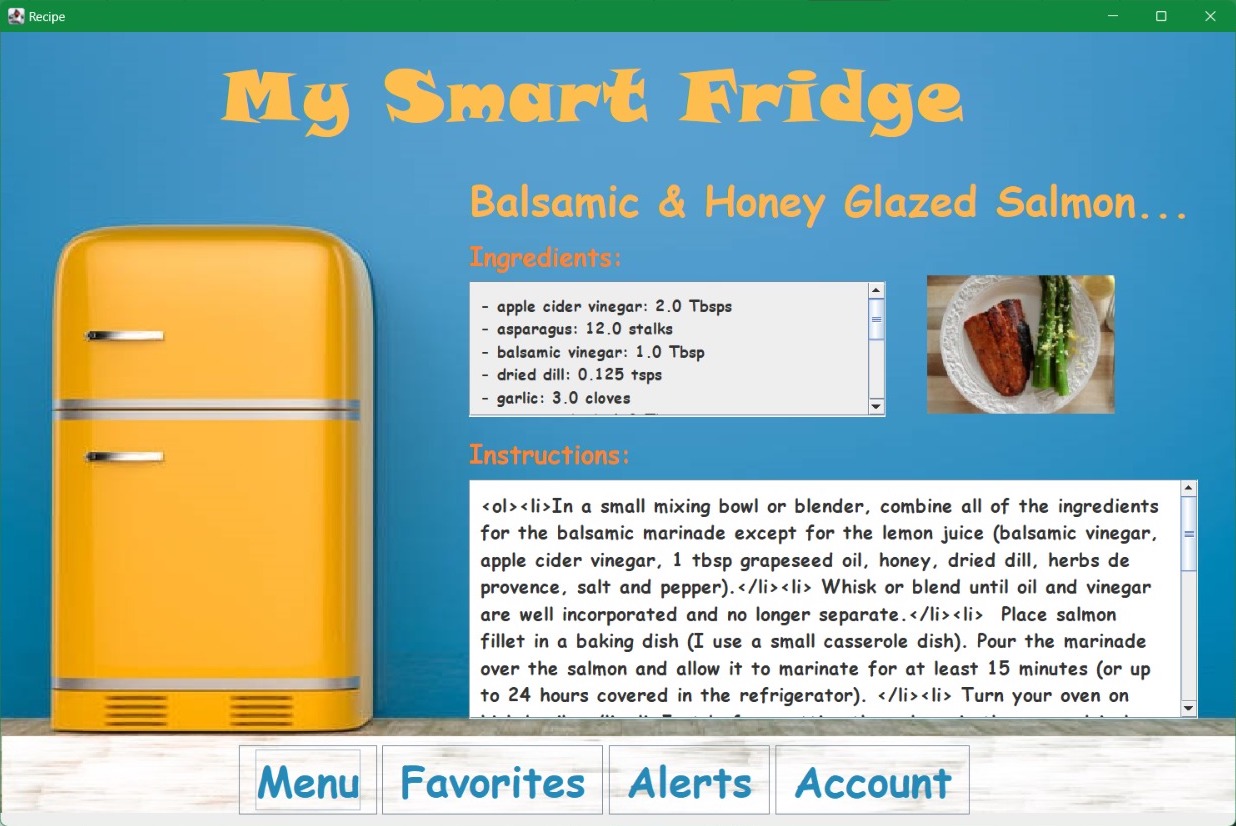 Recipe
My Smart Fridge
Balsamic & Honey Glazed Salmon...
Ingredients:
- apple cider vinegar: 2.0 Tbsps
- asparagus: 12.0 stalks
- balsamic vinegar: 1.0 Tbsp
- dried dill: 0.125 tsps
- garlic: 3.0 cloves
Instructions:
<ol><li>In a small mixing bowl or blender, combine all of the ingredients
for the balsamic marinade except for the lemon juice (balsamic vinegar,
apple cider vinegar, 1 tbsp grapeseed oil, honey, dried dill, herbs de
provence, salt and pepper).</li><li> Whisk or blend until oil and vinegar
are well incorporated and no longer separate.</li><li>  Place salmon
fillet in a baking dish (I use a small casserole dish). Pour the marinade
over the salmon and allow it to marinate for at least 15 minutes (or up
to 24 hours covered in the refrigerator). </li><li> Turn your oven on
Menu
Favorites
Alerts
Account